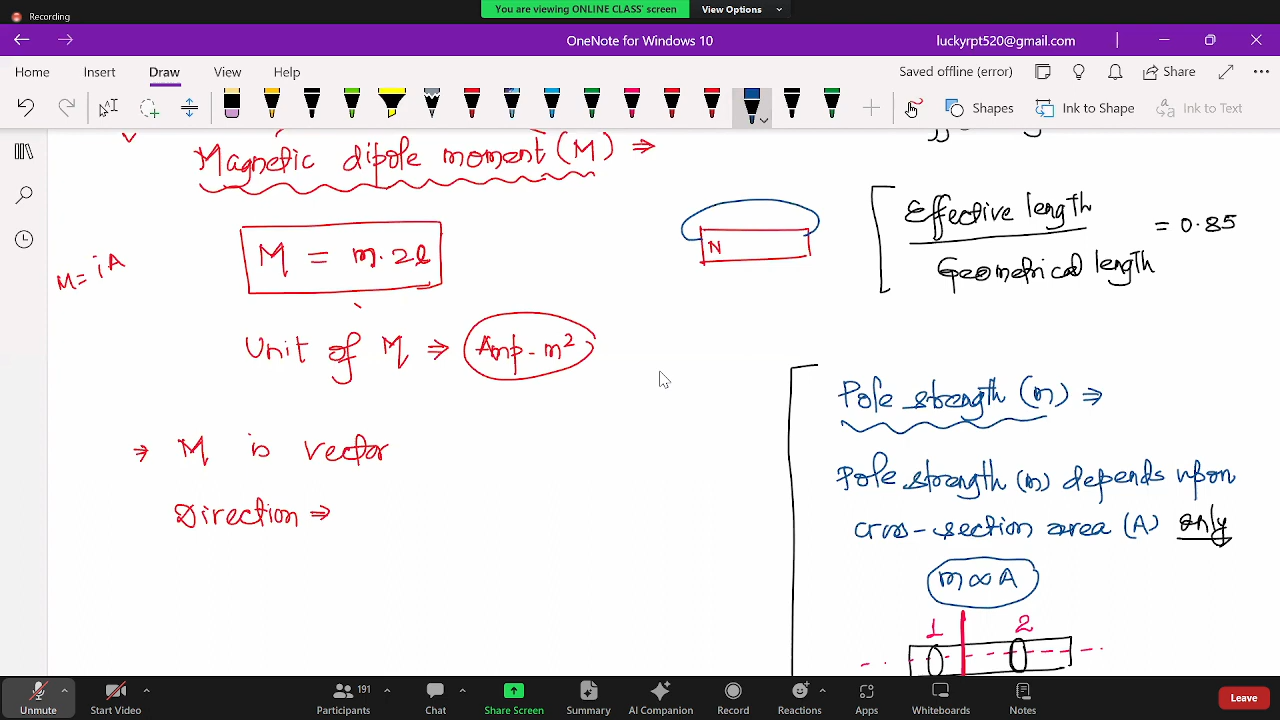 Recording
You are viewing ONLINE CLASS' screen
View Options
OneNote for Windows 10
luckyrpt520@gmail.com
Home Insert Draw View Help
Saved offline (error)
Share
Shapes
Ink to Shape
Ink to Text
Magnetic dipole moment (M) ⇒
M = m.2l
M = iA
Unit of M ⇒ Amp-m²
→ M is vector
Direction ⇒
N
Effective length
= 0.85
Geometrical length
Pole strength (m) ⇒
Pole strength (m) depends upon
cross-section area (A) only
m ∝ A
1 2
Unmute
Start Video
191
Participants
Chat
Share Screen
Summary
AI Companion
Record
Reactions
Apps
Whiteboards
Notes
Leave